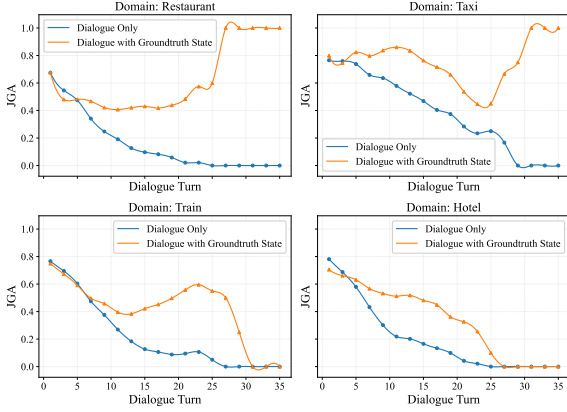 Domain: Restaurant
JGA
1.0
0.8
0.6
0.4
0.2
0.0
Dialogue Only
Dialogue with Groundtruth State
Dialogue Turn
Domain: Taxi
JGA
Dialogue Only
Dialogue with Groundtruth State
Dialogue Turn
Domain: Train
JGA
1.0
0.8
0.6
0.4
0.2
0.0
Dialogue Only
Dialogue with Groundtruth State
0 5 10 15 20 25 30 35
Dialogue Turn
Domain: Hotel
JGA
Dialogue Only
Dialogue with Groundtruth State
0 5 10 15 20 25 30 35
Dialogue Turn